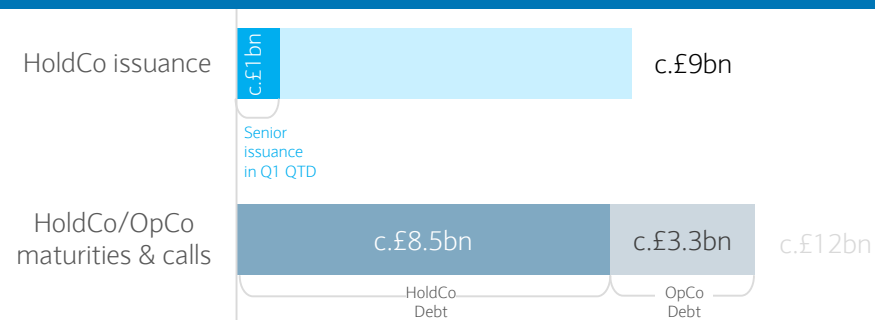 HoldCo issuance
c.£1bn
c.£9bn
Senior
issuance
in Q1 QTD
HoldCo/OpCo
maturities & calls
c.£8.5bn
c.£3.3bn
c.£12bn
HoldCo
Debt
OpCo
Debt